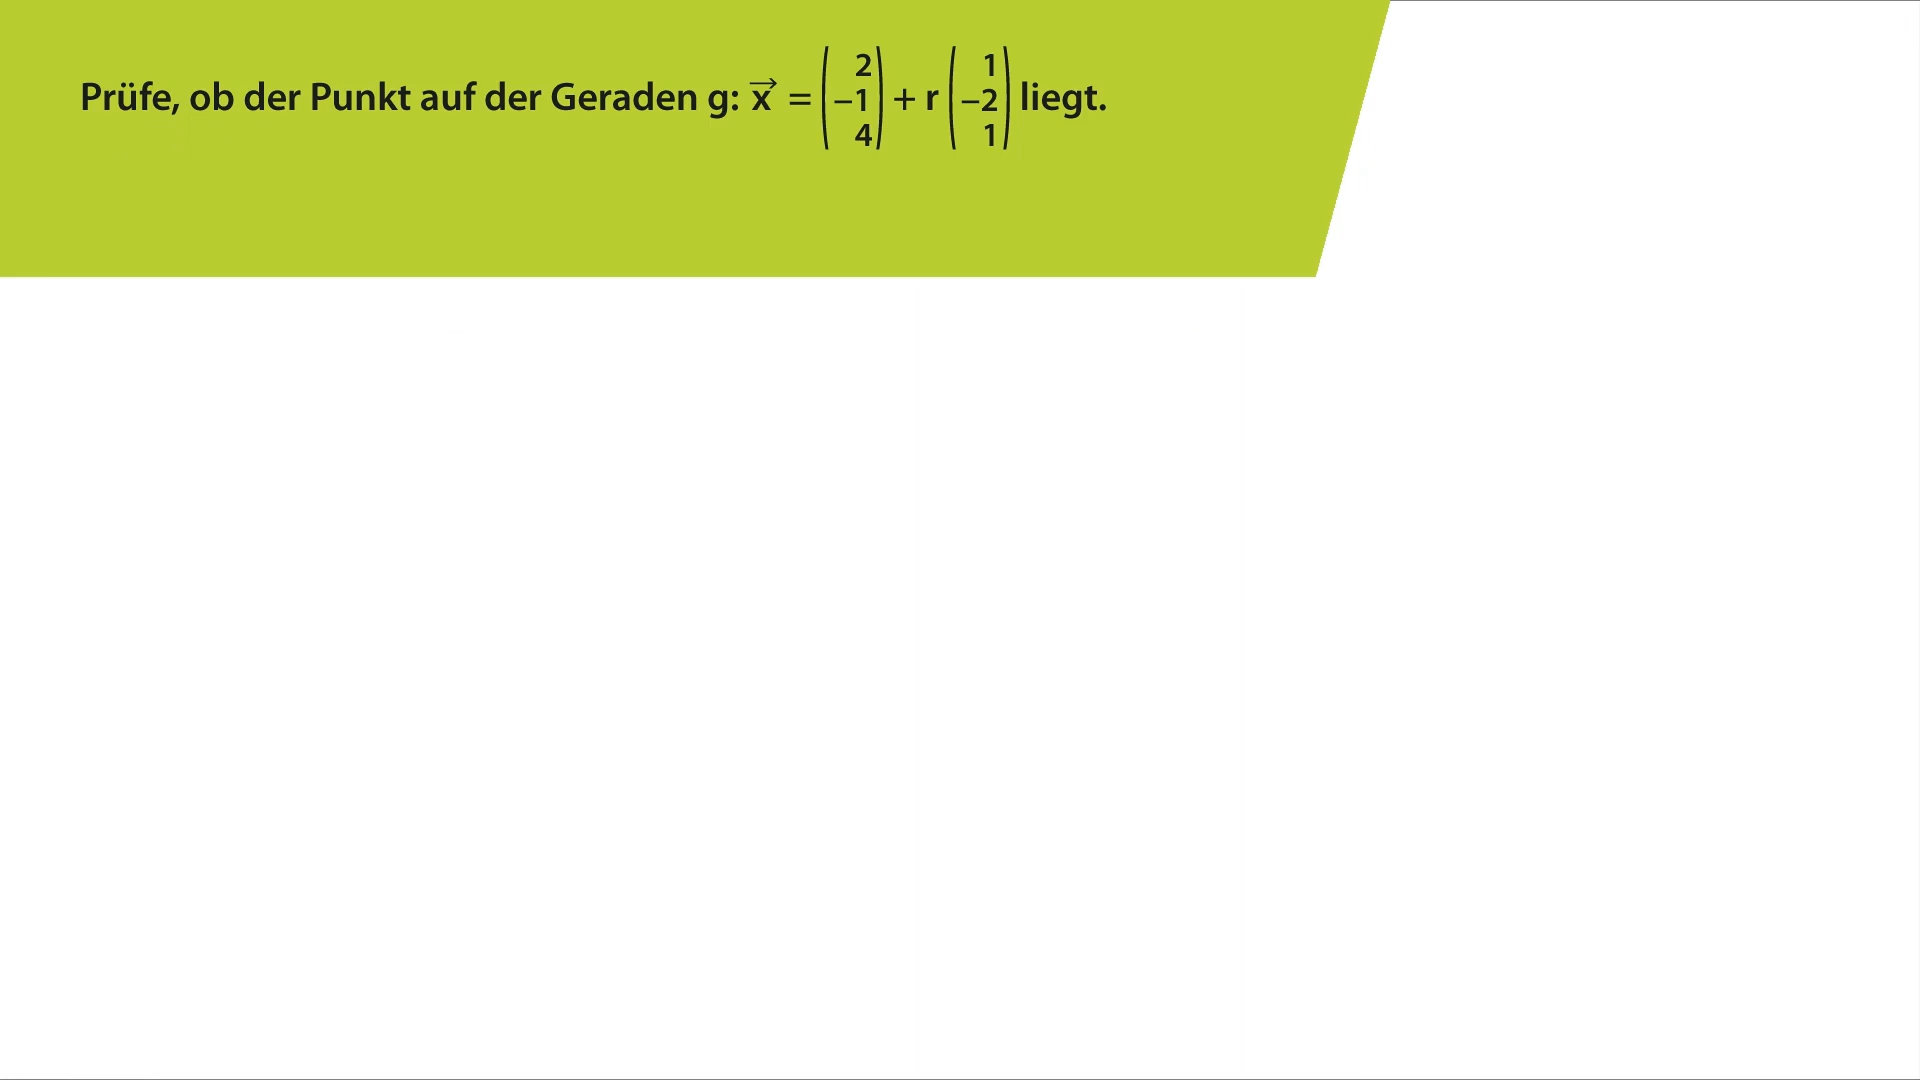 Prüfe, ob der Punkt auf der Geraden g: x⃗ = (2 −1 4) + r (1 −2 1) liegt.